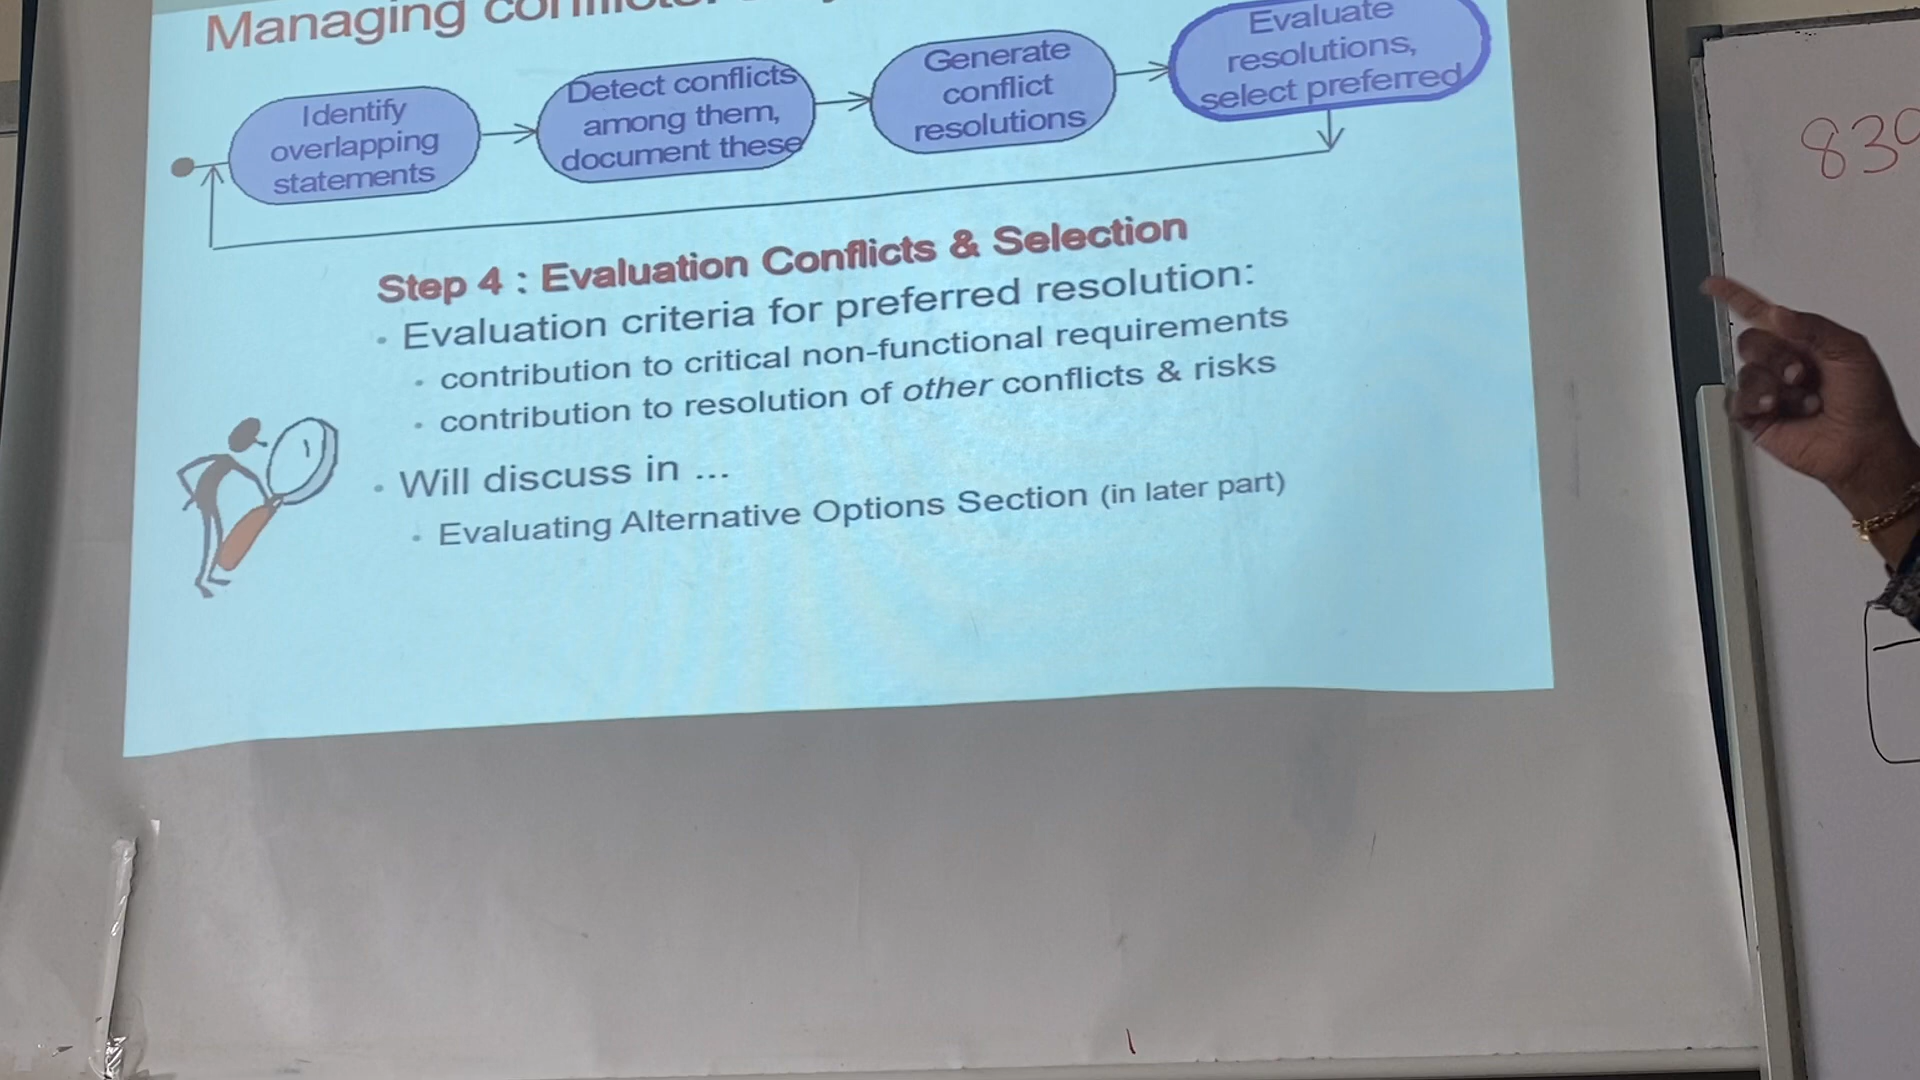 Managing
Identify
overlapping
statements
Detect conflicts
among them,
document these
Generate
conflict
resolutions
Evaluate
resolutions,
select preferred
Step 4 : Evaluation Conflicts & Selection
• Evaluation criteria for preferred resolution:
• contribution to critical non-functional requirements
• contribution to resolution of other conflicts & risks
• Will discuss in ...
• Evaluating Alternative Options Section (in later part)
83